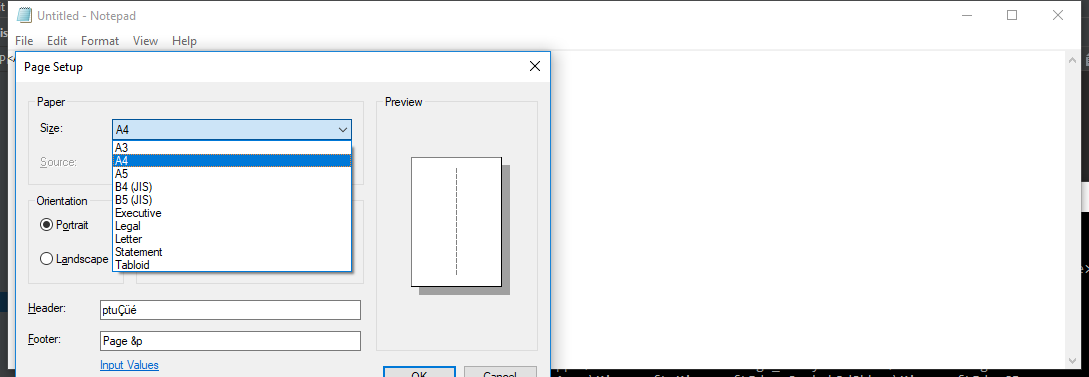 Untitled - Notepad
File Edit Format View Help
Page Setup
Paper
Size:
A4
A3
A4
A5
B4 (JIS)
B5 (JIS)
Executive
Legal
Letter
Statement
Tabloid
Source:
Orientation
Portrait
Landscape
Preview
Header:
ptuÇüé
Footer:
Page &p
Input Values
OK
Cancel